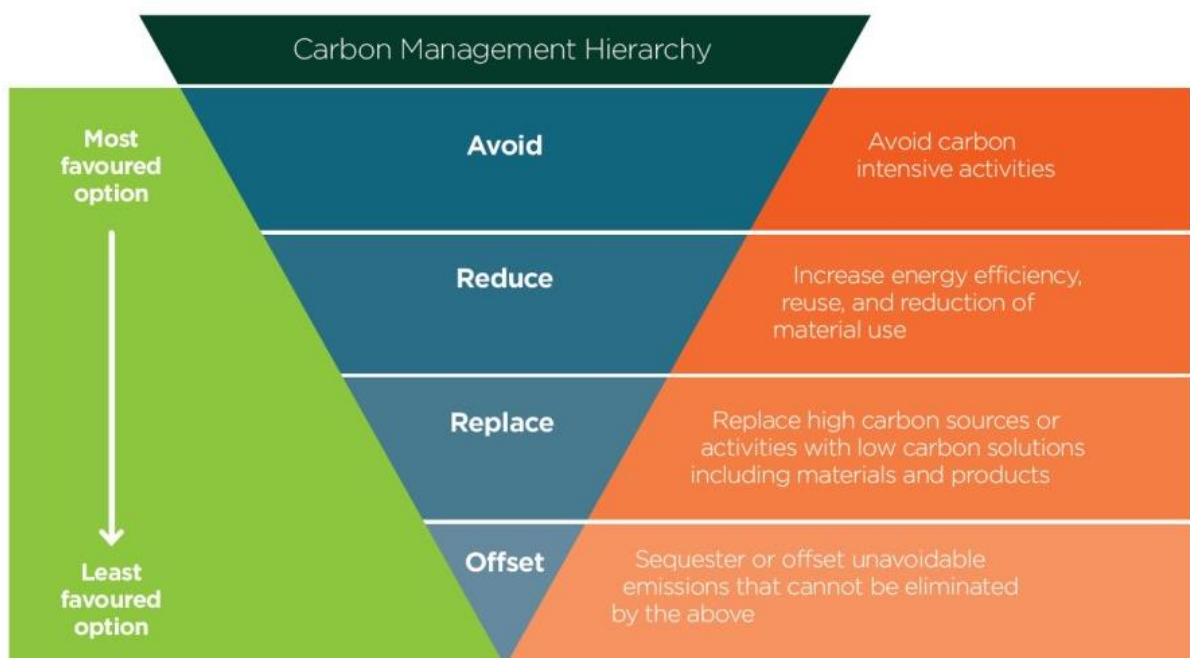 Carbon Management Hierarchy
Most
favoured
option
Avoid
Avoid carbon
intensive activities
Reduce
Increase energy efficiency,
reuse, and reduction of
material use
Replace
Replace high carbon sources or
activities with low carbon solutions
including materials and products
Least
favoured
option
Offset
Sequester or offset unavoidable
emissions that cannot be eliminated
by the above